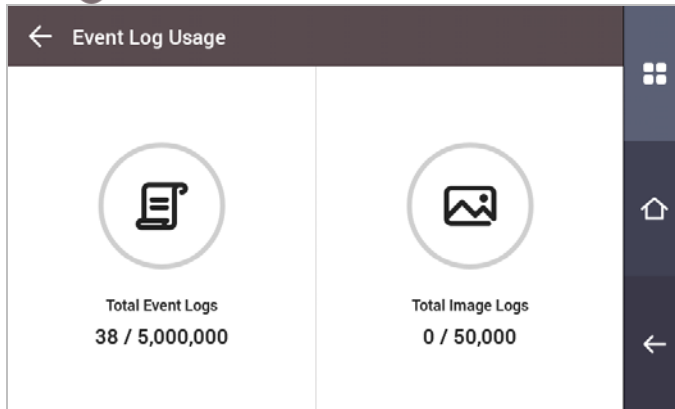 Event Log Usage
Total Event Logs
38 / 5,000,000
Total Image Logs
0 / 50,000